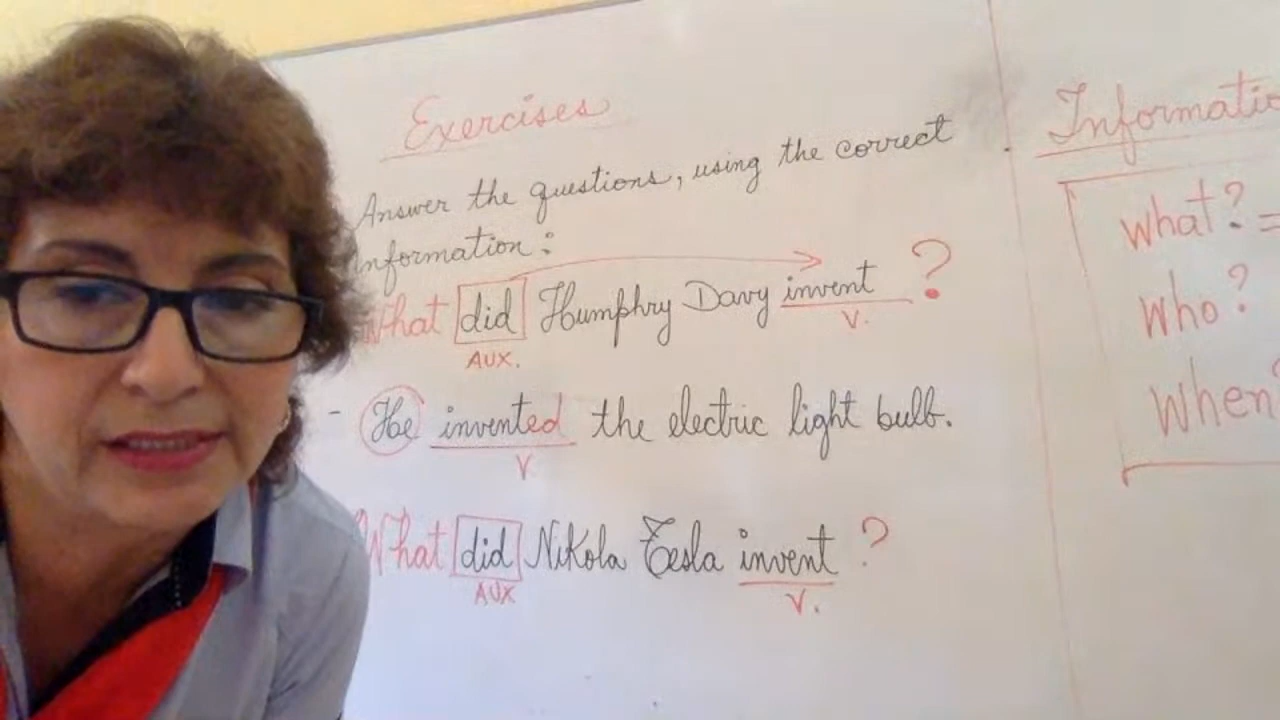 Exercises
Answer the questions, using the correct
information:
What did Humphry Davy invent ?
AUX. V.
- He invented the electric light bulb.
V
What did Nikola Tesla invent ?
AUX V.
what? =
who?
When?